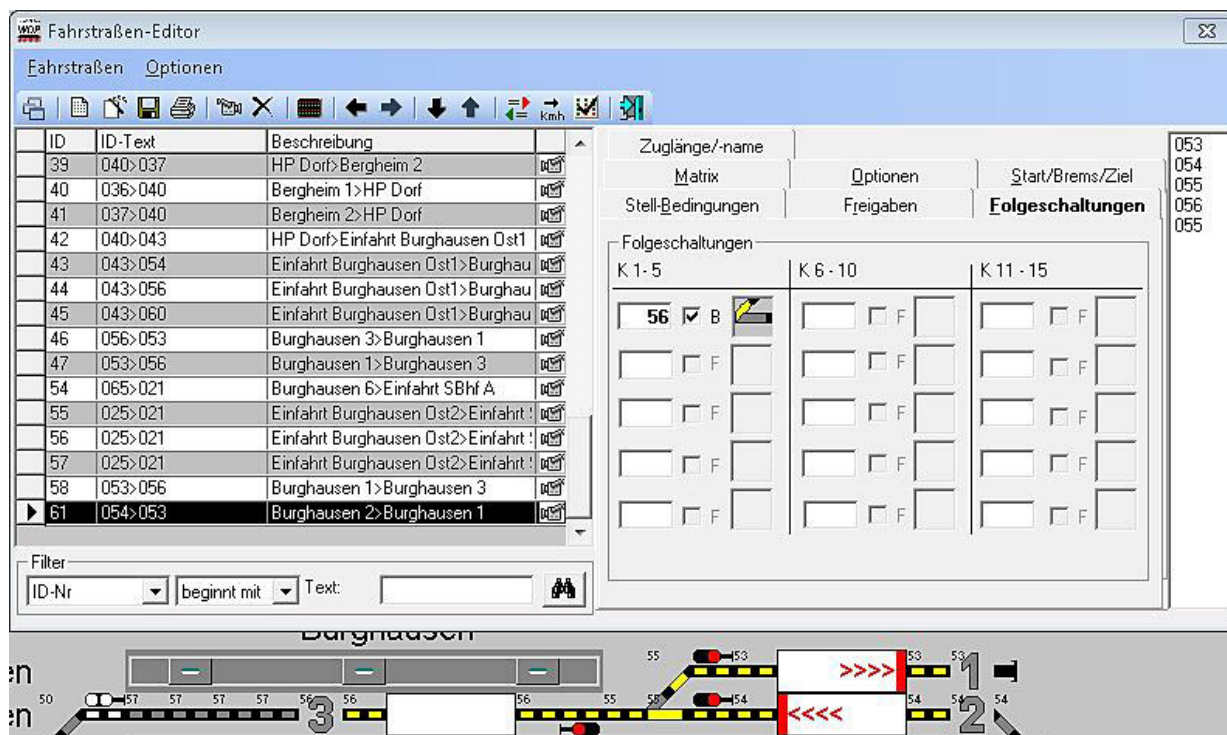 Fahrstraßen-Editor
Fahrstraßen Optionen
Kmh
ID ID-Text Beschreibung
39 040>037 HP Dorf>Bergheim 2
40 036>040 Bergheim 1>HP Dorf
41 037>040 Bergheim 2>HP Dorf
42 040>043 HP Dorf>Einfahrt Burghausen Ost1
43 043>054 Einfahrt Burghausen Ost1>Burghau
44 043>056 Einfahrt Burghausen Ost1>Burghau
45 043>060 Einfahrt Burghausen Ost1>Burghau
46 056>053 Burghausen 3>Burghausen 1
47 053>056 Burghausen 1>Burghausen 3
54 065>021 Burghausen 6>Einfahrt SBhf A
55 025>021 Einfahrt Burghausen Ost2>Einfahrt
56 025>021 Einfahrt Burghausen Ost2>Einfahrt
57 025>021 Einfahrt Burghausen Ost2>Einfahrt
58 053>056 Burghausen 1>Burghausen 3
61 054>053 Burghausen 2>Burghausen 1
Filter
ID-Nr beginnt mit Text:
Zuglänge/-name
Matrix Optionen Start/Brems/Ziel
Stell-Bedingungen Freigaben Folgeschaltungen
Folgeschaltungen
K 1- 5 K 6 - 10 K 11 - 15
56 B F F
F F F
F F F
F F F
F F F
053
054
055
056
055
Burghausen
en 55 53 >>>> 53 53 1
50 57 57 57 57 56 56 56 55 55 54 54 54 54
en 3 <<<< 2